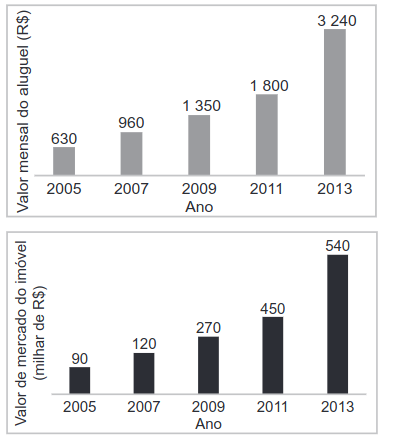 Valor mensal do aluguel (R$)
3 240
1 800
1 350
960
630
2005 2007 2009 2011 2013
Ano
Valor de mercado do imóvel
(milhar de R$)
540
450
270
120
90
2005 2007 2009 2011 2013
Ano